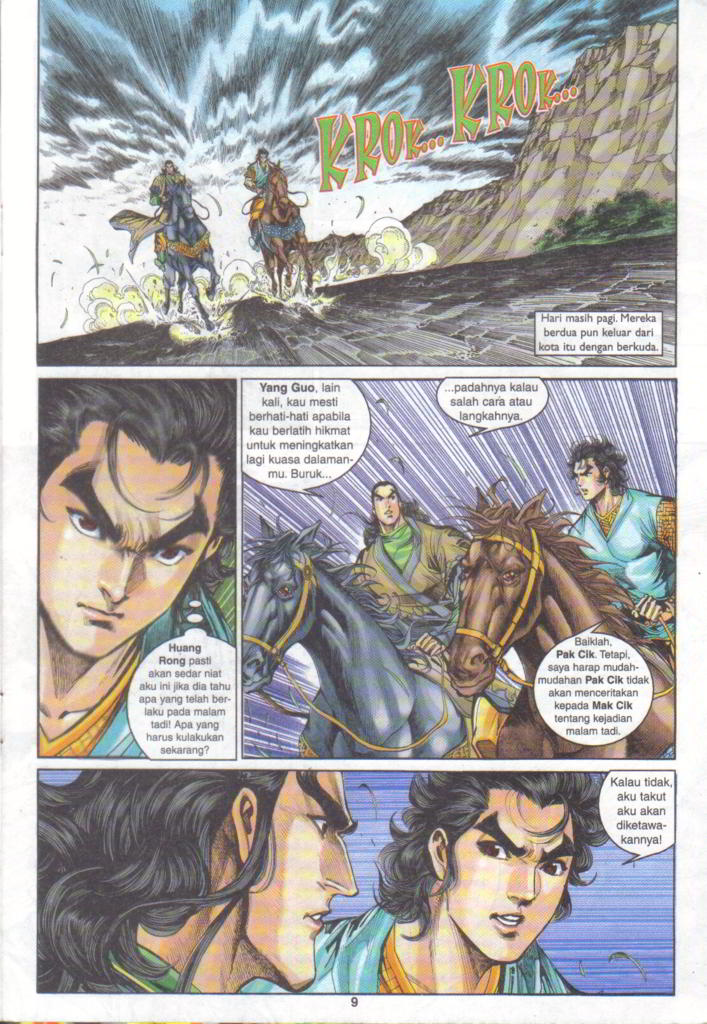 KROK... KROK...
Hari masih pagi. Mereka
berdua pun keluar dari
kota itu dengan berkuda.
Huang
Rong pasti
akan sedar niat
aku ini jika dia tahu
apa yang telah ber-
laku pada malam
tadi! Apa yang
harus kulakukan
sekarang?
Yang Guo, lain
kali, kau mesti
berhati-hati apabila
kau berlatih hikmat
untuk meningkatkan
lagi kuasa dalaman-
mu. Buruk...
...padahnya kalau
salah cara atau
langkahnya.
Baiklah,
Pak Cik. Tetapi,
saya harap mudah-
mudahan Pak Cik tidak
akan menceritakan
kepada Mak Cik
tentang kejadian
malam tadi.
Kalau tidak,
aku takut
aku akan
diketawa-
kannya!
9